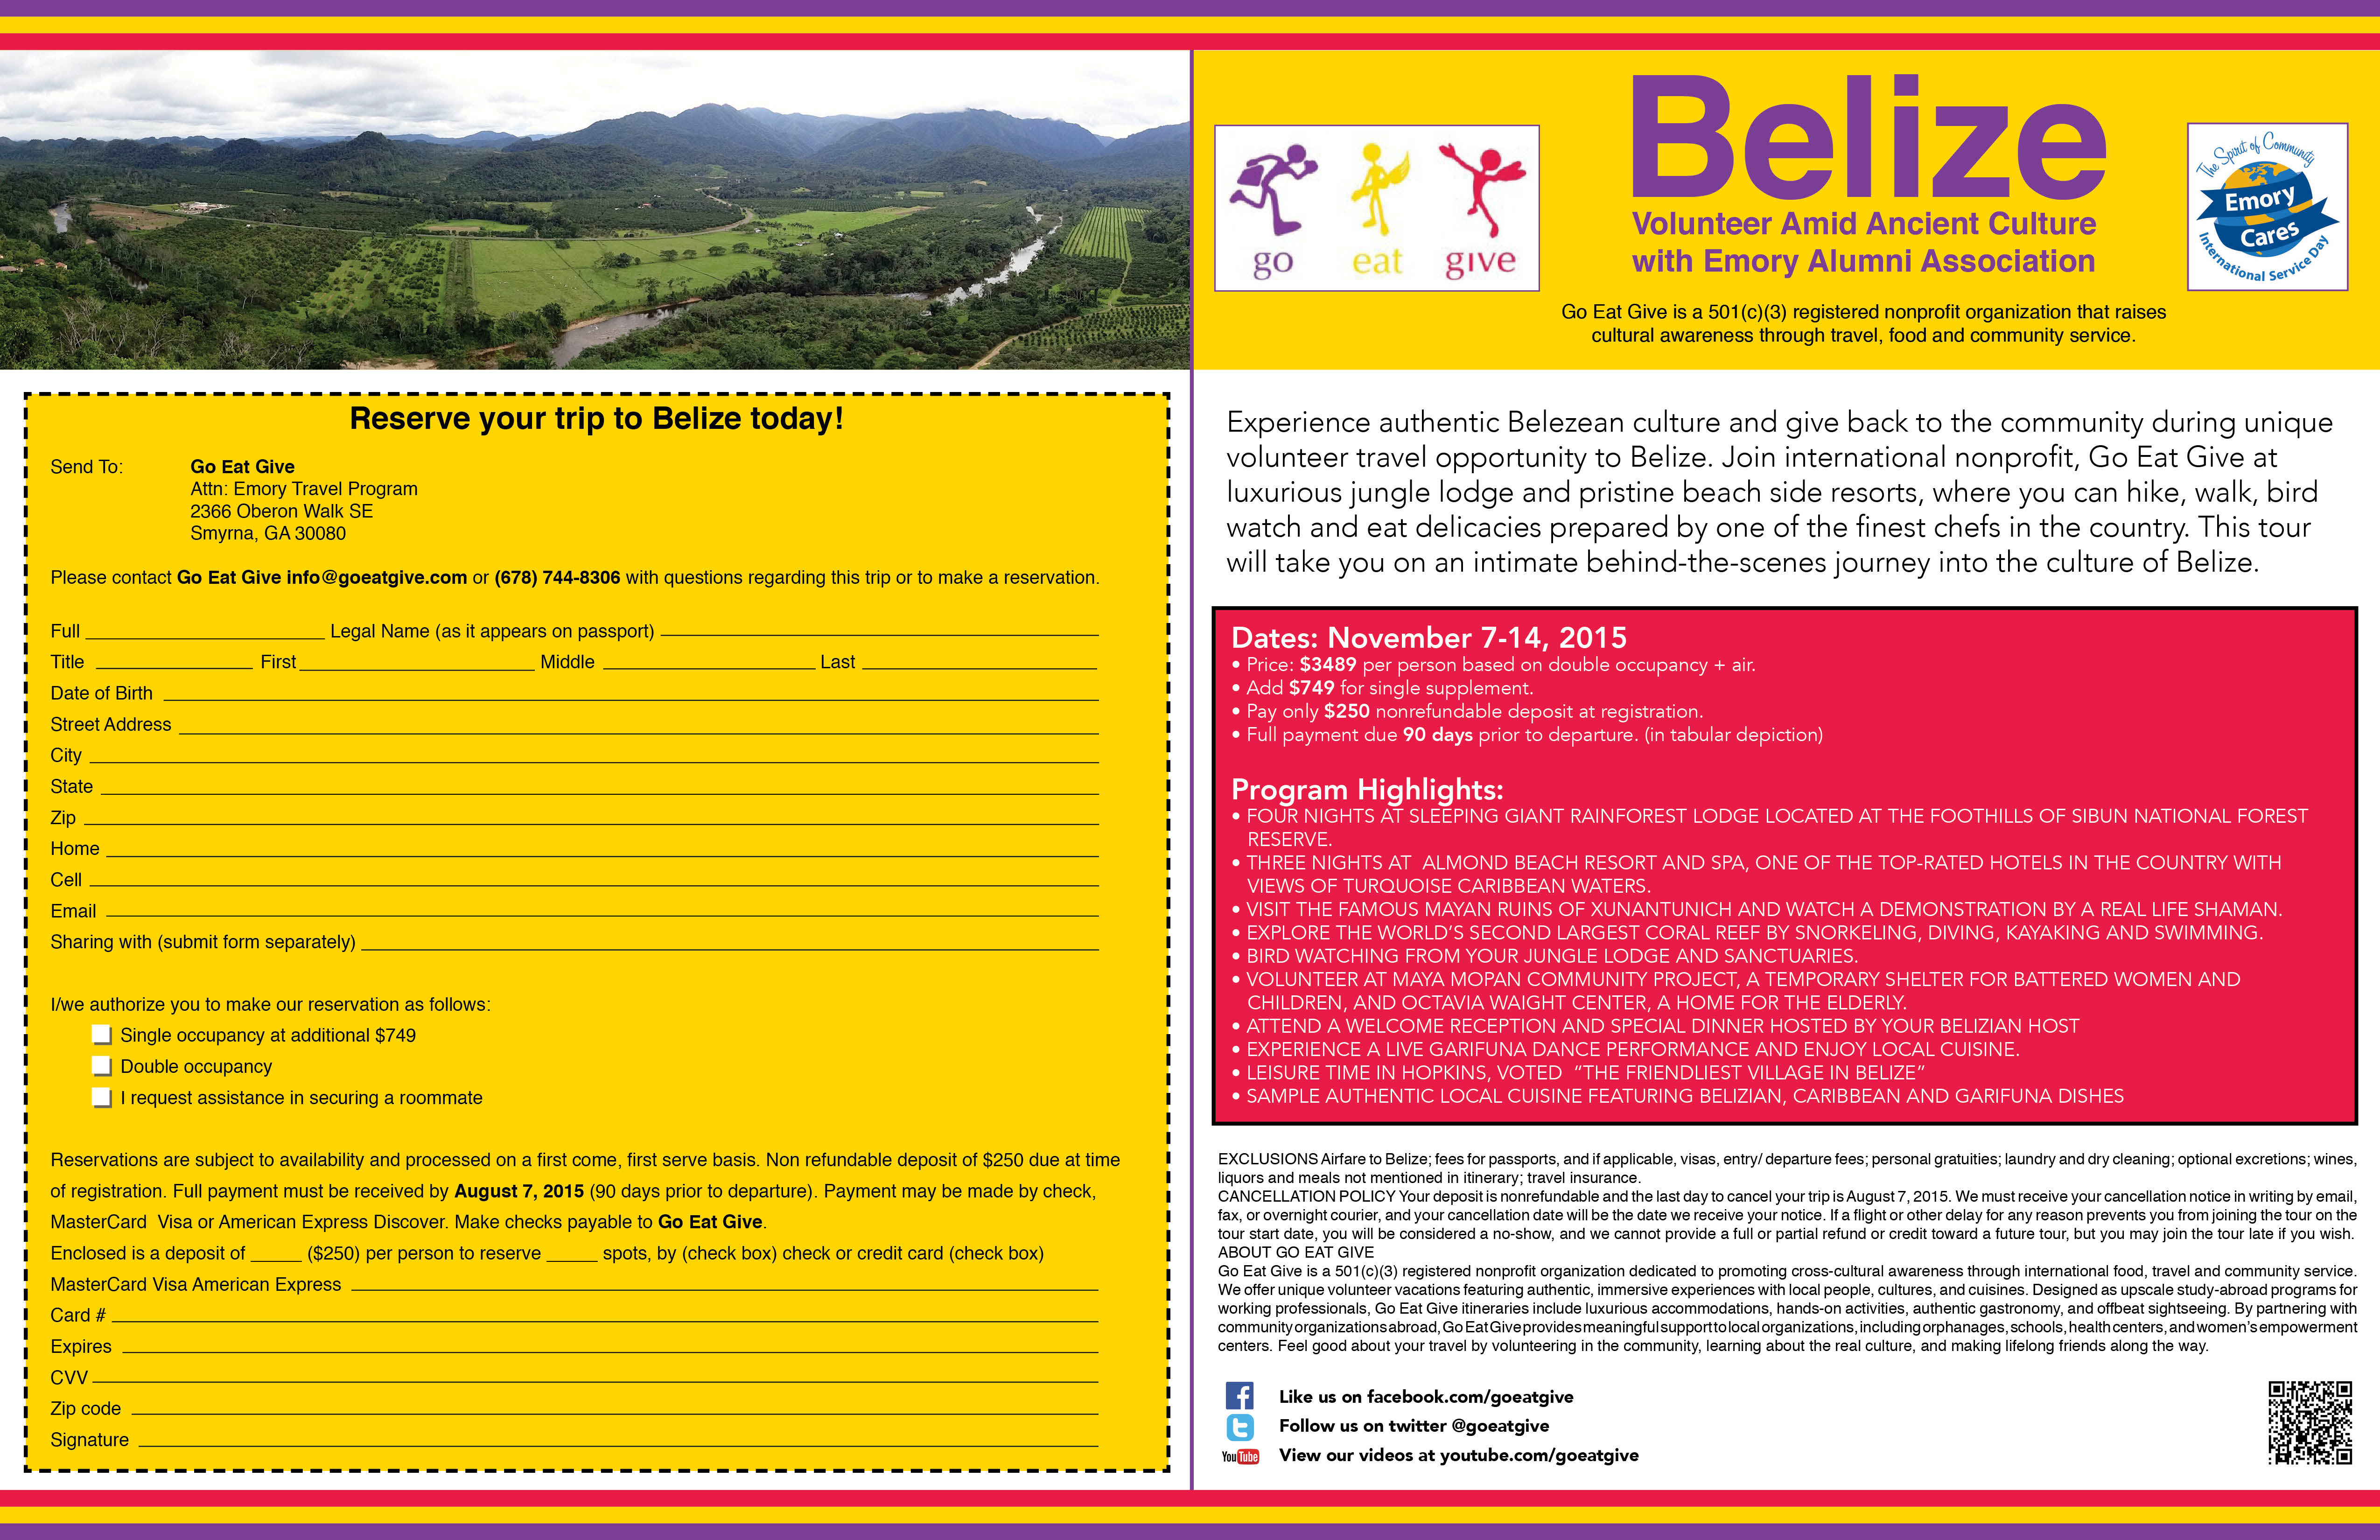 Reserve your trip to Belize today!
Send To: Go Eat Give
Attn: Emory Travel Program
2366 Oberon Walk SE
Smyrna, GA 30080
Please contact Go Eat Give info@goeatgive.com or (678) 744-8306 with questions regarding this trip or to make a reservation.
Full ______ Legal Name (as it appears on passport) ______
Title ______ First ______ Middle ______ Last ______
Date of Birth ______
Street Address ______
City ______
State ______
Zip ______
Home ______
Cell ______
Email ______
Sharing with (submit form separately) ______
I/we authorize you to make our reservation as follows:
Single occupancy at additional $749
Double occupancy
I request assistance in securing a roommate
Reservations are subject to availability and processed on a first come, first serve basis. Non refundable deposit of $250 due at time
of registration. Full payment must be received by August 7, 2015 (90 days prior to departure). Payment may be made by check,
MasterCard Visa or American Express Discover. Make checks payable to Go Eat Give.
Enclosed is a deposit of _____ ($250) per person to reserve _____ spots, by (check box) check or credit card (check box)
MasterCard Visa American Express ______
Card # ______
Expires ______
CVV ______
Zip code ______
Signature ______
go eat give
Belize
Volunteer Amid Ancient Culture
with Emory Alumni Association
The Spirit of Community
Emory
Cares
International Service Day
Go Eat Give is a 501(c)(3) registered nonprofit organization that raises
cultural awareness through travel, food and community service.
Experience authentic Belezean culture and give back to the community during unique
volunteer travel opportunity to Belize. Join international nonprofit, Go Eat Give at
luxurious jungle lodge and pristine beach side resorts, where you can hike, walk, bird
watch and eat delicacies prepared by one of the finest chefs in the country. This tour
will take you on an intimate behind-the-scenes journey into the culture of Belize.
Dates: November 7-14, 2015
• Price: $3489 per person based on double occupancy + air.
• Add $749 for single supplement.
• Pay only $250 nonrefundable deposit at registration.
• Full payment due 90 days prior to departure. (in tabular depiction)
Program Highlights:
• FOUR NIGHTS AT SLEEPING GIANT RAINFOREST LODGE LOCATED AT THE FOOTHILLS OF SIBUN NATIONAL FOREST
RESERVE.
• THREE NIGHTS AT ALMOND BEACH RESORT AND SPA, ONE OF THE TOP-RATED HOTELS IN THE COUNTRY WITH
VIEWS OF TURQUOISE CARIBBEAN WATERS.
• VISIT THE FAMOUS MAYAN RUINS OF XUNANTUNICH AND WATCH A DEMONSTRATION BY A REAL LIFE SHAMAN.
• EXPLORE THE WORLD'S SECOND LARGEST CORAL REEF BY SNORKELING, DIVING, KAYAKING AND SWIMMING.
• BIRD WATCHING FROM YOUR JUNGLE LODGE AND SANCTUARIES.
• VOLUNTEER AT MAYA MOPAN COMMUNITY PROJECT, A TEMPORARY SHELTER FOR BATTERED WOMEN AND
CHILDREN, AND OCTAVIA WAIGHT CENTER, A HOME FOR THE ELDERLY.
• ATTEND A WELCOME RECEPTION AND SPECIAL DINNER HOSTED BY YOUR BELIZIAN HOST
• EXPERIENCE A LIVE GARIFUNA DANCE PERFORMANCE AND ENJOY LOCAL CUISINE.
• LEISURE TIME IN HOPKINS, VOTED "THE FRIENDLIEST VILLAGE IN BELIZE"
• SAMPLE AUTHENTIC LOCAL CUISINE FEATURING BELIZIAN, CARIBBEAN AND GARIFUNA DISHES
EXCLUSIONS Airfare to Belize; fees for passports, and if applicable, visas, entry/ departure fees; personal gratuities; laundry and dry cleaning; optional excretions; wines,
liquors and meals not mentioned in itinerary; travel insurance.
CANCELLATION POLICY Your deposit is nonrefundable and the last day to cancel your trip is August 7, 2015. We must receive your cancellation notice in writing by email,
fax, or overnight courier, and your cancellation date will be the date we receive your notice. If a flight or other delay for any reason prevents you from joining the tour on the
tour start date, you will be considered a no-show, and we cannot provide a full or partial refund or credit toward a future tour, but you may join the tour late if you wish.
ABOUT GO EAT GIVE
Go Eat Give is a 501(c)(3) registered nonprofit organization dedicated to promoting cross-cultural awareness through international food, travel and community service.
We offer unique volunteer vacations featuring authentic, immersive experiences with local people, cultures, and cuisines. Designed as upscale study-abroad programs for
working professionals, Go Eat Give itineraries include luxurious accommodations, hands-on activities, authentic gastronomy, and offbeat sightseeing. By partnering with
community organizations abroad, Go Eat Give provides meaningful support to local organizations, including orphanages, schools, health centers, and women's empowerment
centers. Feel good about your travel by volunteering in the community, learning about the real culture, and making lifelong friends along the way.
Like us on facebook.com/goeatgive
Follow us on twitter @goeatgive
You Tube View our videos at youtube.com/goeatgive